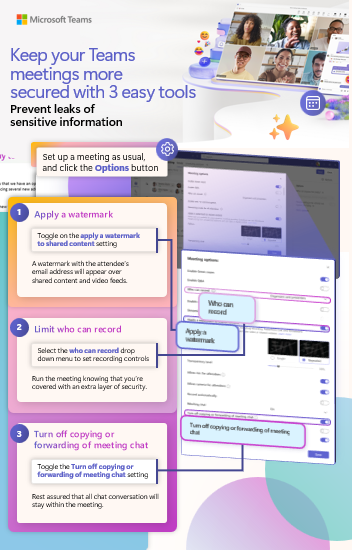 Microsoft Teams
Keep your Teams
meetings more
secured with 3 easy tools
Prevent leaks of
sensitive information
Set up a meeting as usual,
and click the Options button
1
Apply a watermark
Toggle on the apply a watermark
to shared content setting
A watermark with the attendee's
email address will appear over
shared content and video feeds.
2
Limit who can record
Select the who can record drop
down menu to set recording controls
Run the meeting knowing that you're
covered with an extra layer of security.
3
Turn off copying or
forwarding of meeting chat
Toggle the Turn off copying or
forwarding of meeting chat setting
Rest assured that all chat conversation will
stay within the meeting.
Meeting options
Who can
record
Apply a
watermark
Turn off copying or forwarding of meeting
chat